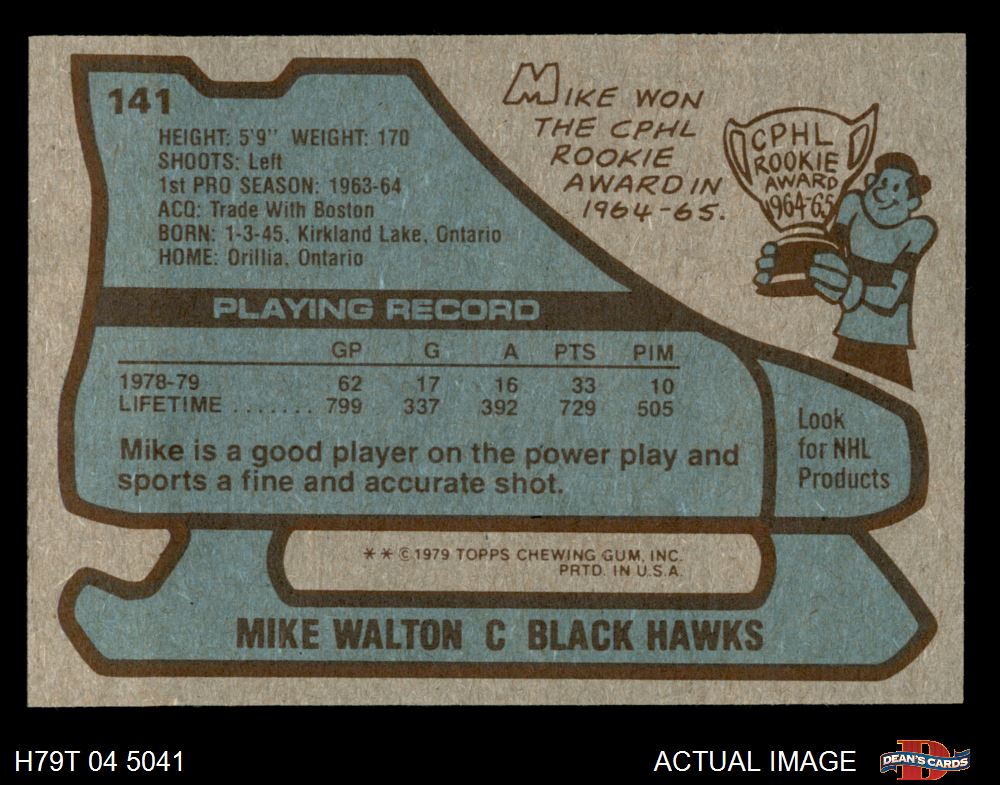 141
HEIGHT: 5'9" WEIGHT: 170
SHOOTS: Left
1st PRO SEASON: 1963-64
ACQ: Trade With Boston
BORN: 1-3-45, Kirkland Lake, Ontario
HOME: Orillia, Ontario
MIKE WON
THE CPHL
ROOKIE
AWARD IN
1964-65.
CPHL
ROOKIE
AWARD
1964-65
PLAYING RECORD
GP G A PTS PIM
1978-79 62 17 16 33 10
LIFETIME ....... 799 337 392 729 505
Mike is a good player on the power play and
sports a fine and accurate shot.
Look
for NHL
Products
** © 1979 TOPPS CHEWING GUM, INC.
PRTD. IN U.S.A.
MIKE WALTON C BLACK HAWKS
H79T 04 5041
ACTUAL IMAGE
DEAN'S CARDS